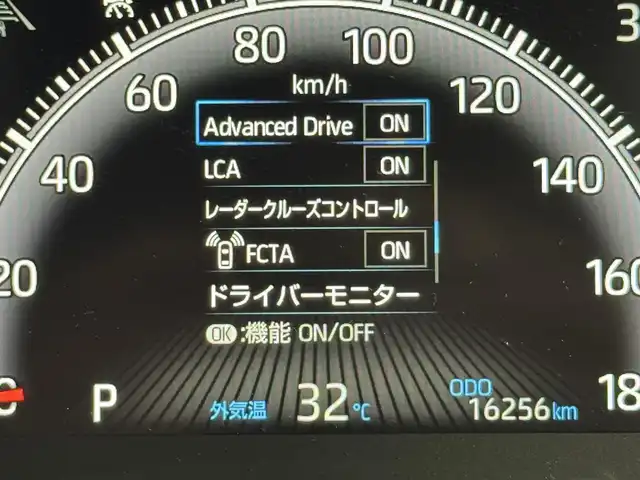 80 100
3
km/h
60 120
Advanced Drive ON
LCA ON
40 140
レーダークルーズコントロール
FCTA ON
20 160
ドライバーモニター
OK:機能 ON/OFF
C P 外気温 32℃ ODO 18
16256km